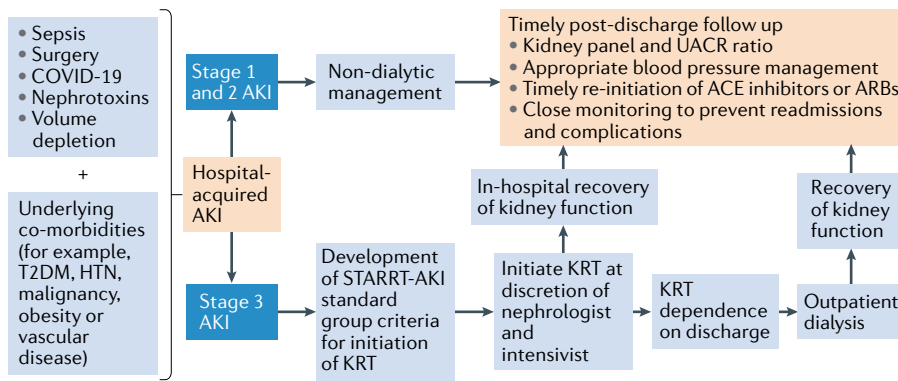 • Sepsis
• Surgery
• COVID-19
• Nephrotoxins
• Volume
depletion
+
Underlying
co-morbidities
(for example,
T2DM, HTN,
malignancy,
obesity or
vascular
disease)
Hospital-
acquired
AKI
Stage 1
and 2 AKI
Non-dialytic
management
Timely post-discharge follow up
• Kidney panel and UACR ratio
• Appropriate blood pressure management
• Timely re-initiation of ACE inhibitors or ARBs
• Close monitoring to prevent readmissions
and complications
Stage 3
AKI
Development
of STARRT-AKI
standard
group criteria
for initiation
of KRT
Initiate KRT at
discretion of
nephrologist
and
intensivist
In-hospital recovery
of kidney function
KRT
dependence
on discharge
Outpatient
dialysis
Recovery
of kidney
function